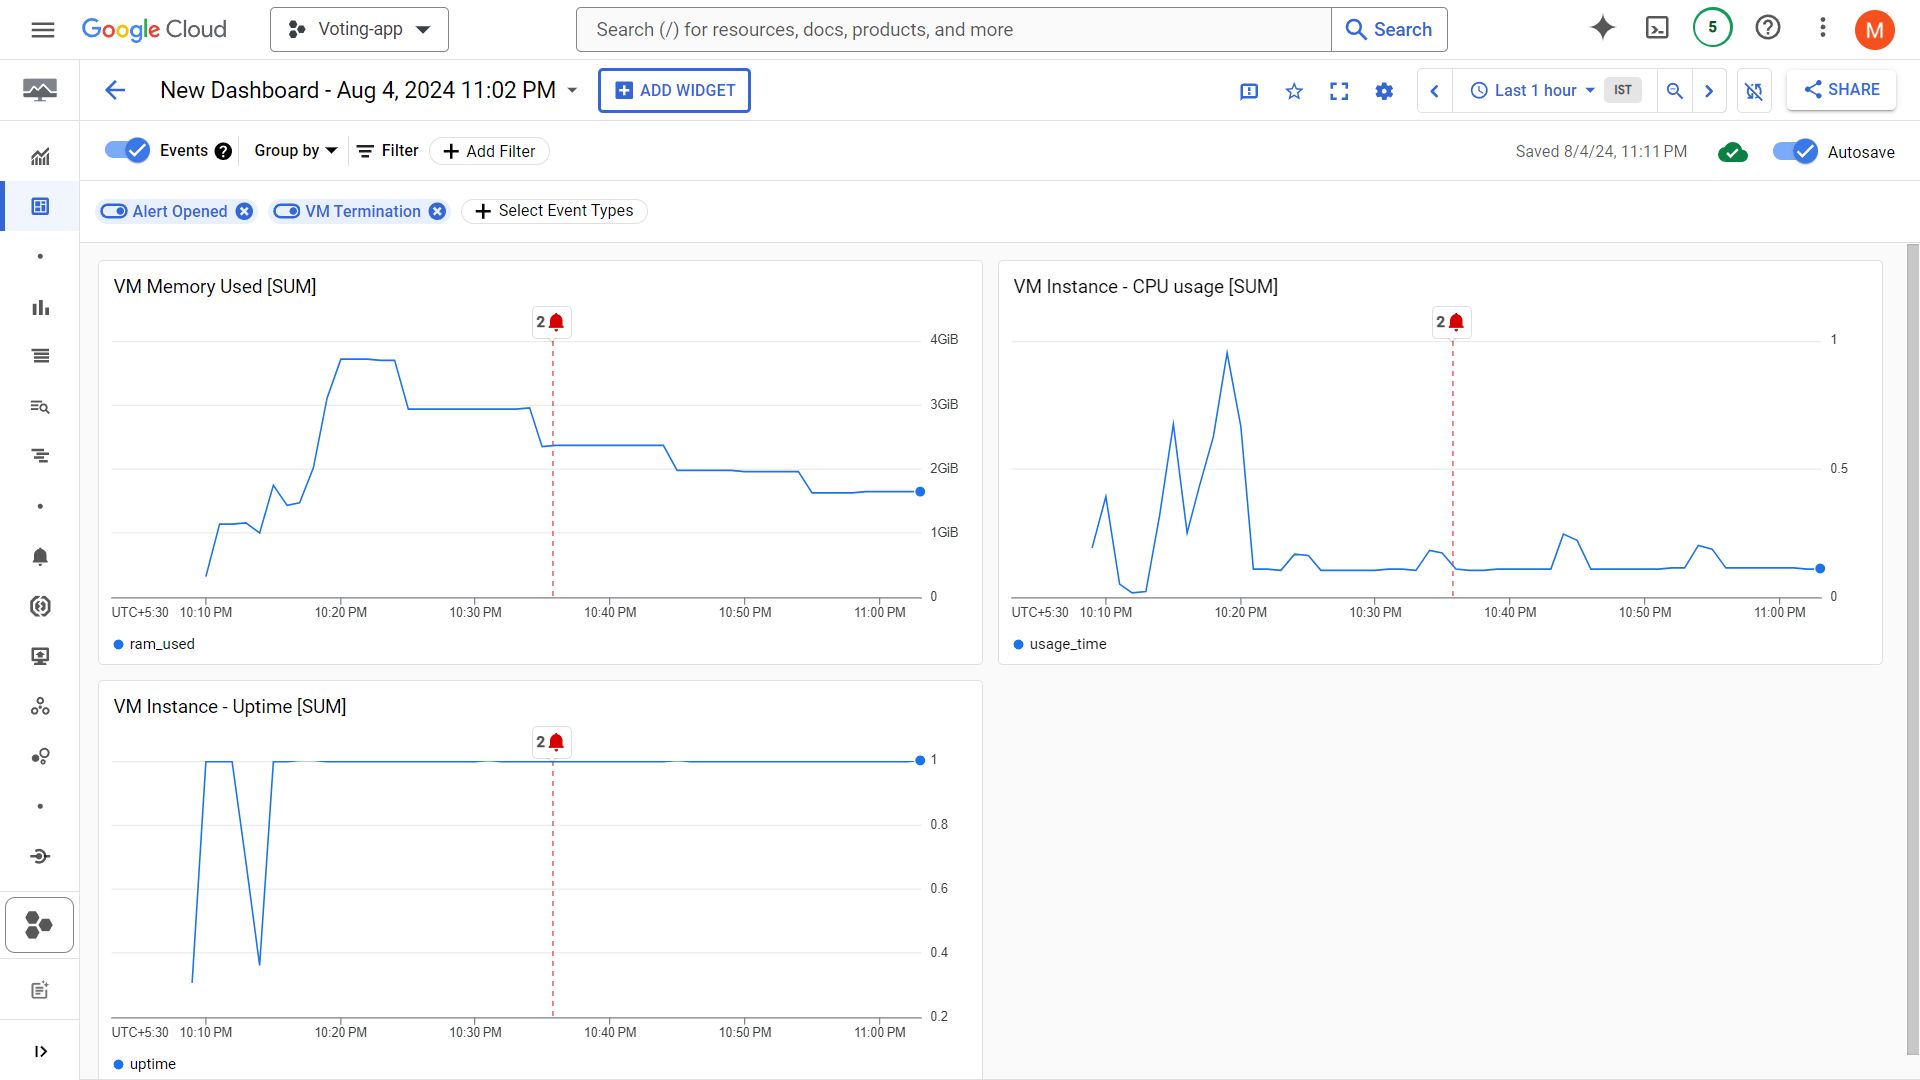 Google Cloud
Voting-app
Search (/) for resources, docs, products, and more
Search
5
M
New Dashboard - Aug 4, 2024 11:02 PM
ADD WIDGET
Last 1 hour
IST
SHARE
Events
Group by
Filter
Add Filter
Saved 8/4/24, 11:11 PM
Autosave
Alert Opened
VM Termination
Select Event Types
VM Memory Used [SUM]
2
4GiB
3GiB
2GiB
1GiB
0
UTC+5:30 10:10 PM 10:20 PM 10:30 PM 10:40 PM 10:50 PM 11:00 PM
ram_used
VM Instance - CPU usage [SUM]
2
1
0.5
0
UTC+5:30 10:10 PM 10:20 PM 10:30 PM 10:40 PM 10:50 PM 11:00 PM
usage_time
VM Instance - Uptime [SUM]
2
1
0.8
0.6
0.4
0.2
UTC+5:30 10:10 PM 10:20 PM 10:30 PM 10:40 PM 10:50 PM 11:00 PM
uptime